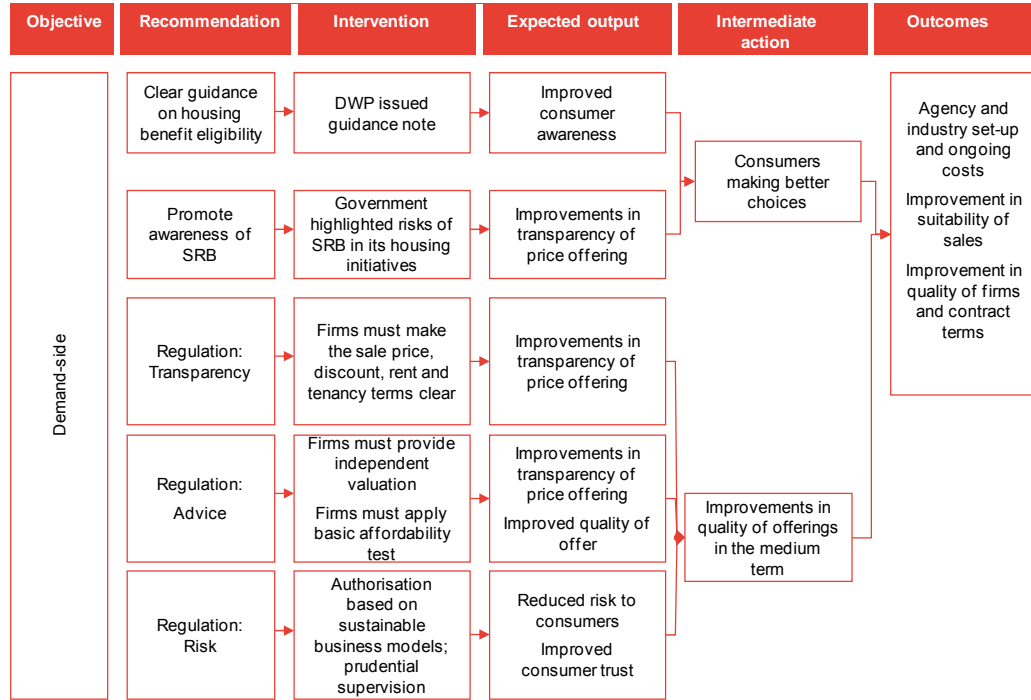 Objective
Recommendation
Intervention
Expected output
Intermediate
action
Outcomes
Demand-side
Clear guidance
on housing
benefit eligibility
DWP issued
guidance note
Improved
consumer
awareness
Promote
awareness of
SRB
Government
highlighted risks of
SRB in its housing
initiatives
Improvements in
transparency of
price offering
Consumers
making better
choices
Agency and
industry set-up
and ongoing
costs
Improvement in
suitability of
sales
Improvement in
quality of firms
and contract
terms
Regulation:
Transparency
Firms must make
the sale price,
discount, rent and
tenancy terms clear
Improvements in
transparency of
price offering
Regulation:
Advice
Firms must provide
independent
valuation
Firms must apply
basic affordability
test
Improvements in
transparency of
price offering
Improved quality of
offer
Improvements in
quality of offerings
in the medium
term
Regulation:
Risk
Authorisation
based on
sustainable
business models;
prudential
supervision
Reduced risk to
consumers
Improved
consumer trust